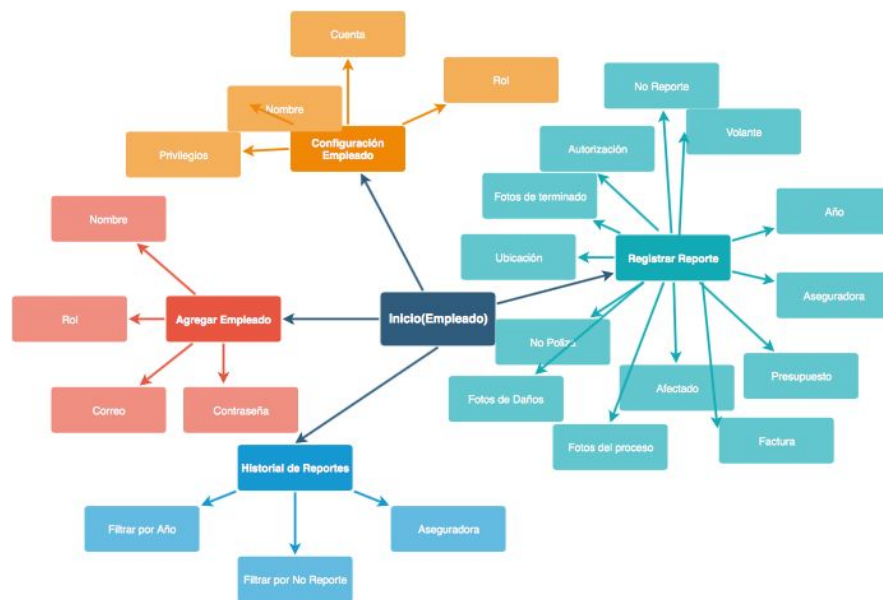 Cuenta
Rol
Nombre
Configuración
Empleado
Privilegios
No Reporte
Volante
Autorización
Fotos de terminado
Año
Ubicación
Registrar Reporte
Aseguradora
Nombre
Rol
Agregar Empleado
Inicio(Empleado)
No Poliza
Presupuesto
Afectado
Fotos de Daños
Correo
Contraseña
Factura
Fotos del proceso
Historial de Reportes
Filtrar por Año
Aseguradora
Filtrar por No Reporte